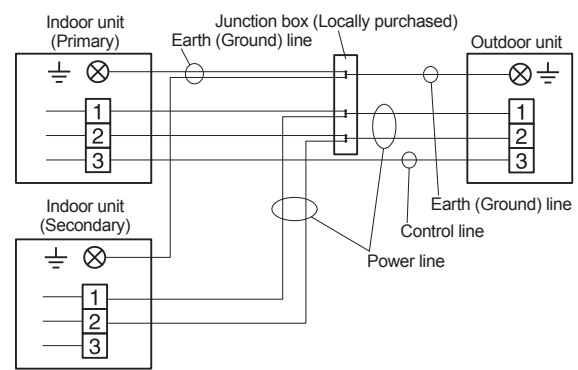 Indoor unit
(Primary)
Junction box (Locally purchased)
Earth (Ground) line
Outdoor unit
1
2
3
1
2
3
Indoor unit
(Secondary)
Earth (Ground) line
Control line
Power line
1
2
3